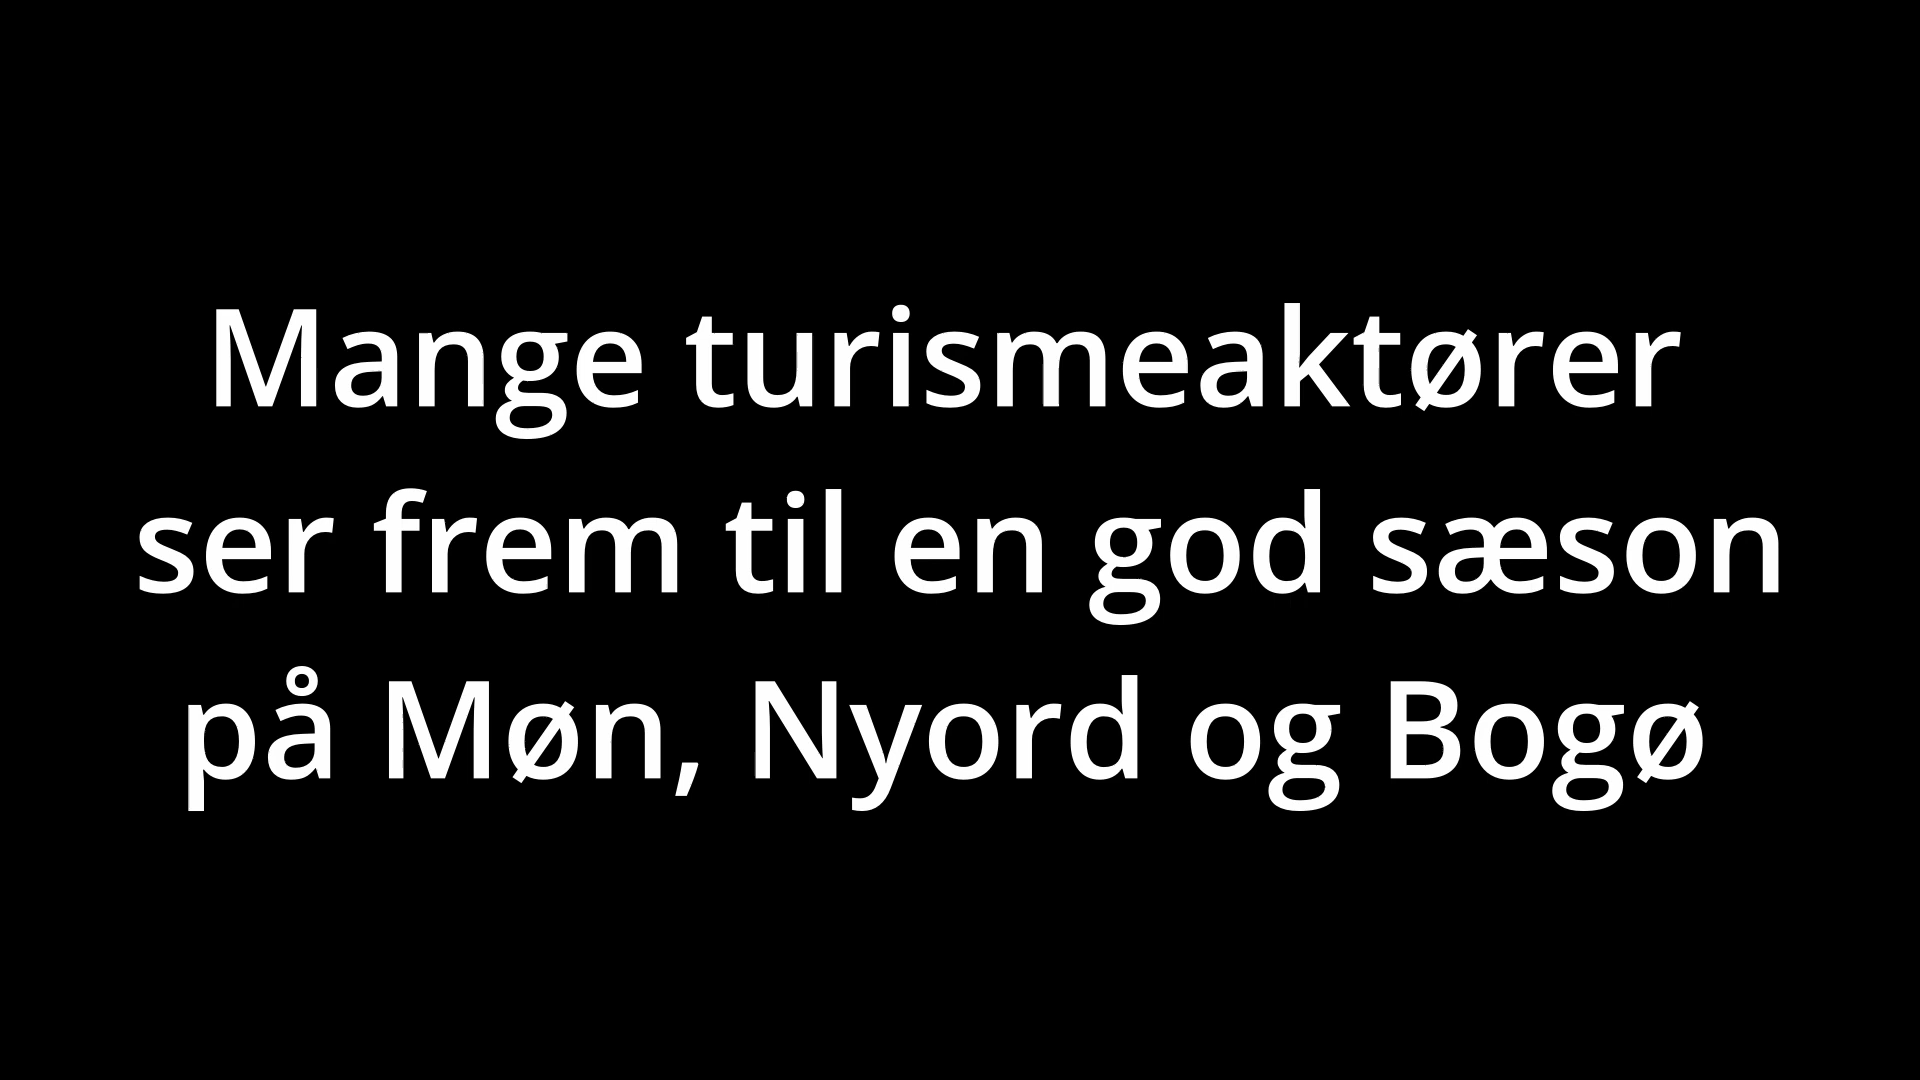 Mange turismeaktører
ser frem til en god sæson
på Møn, Nyord og Bogø